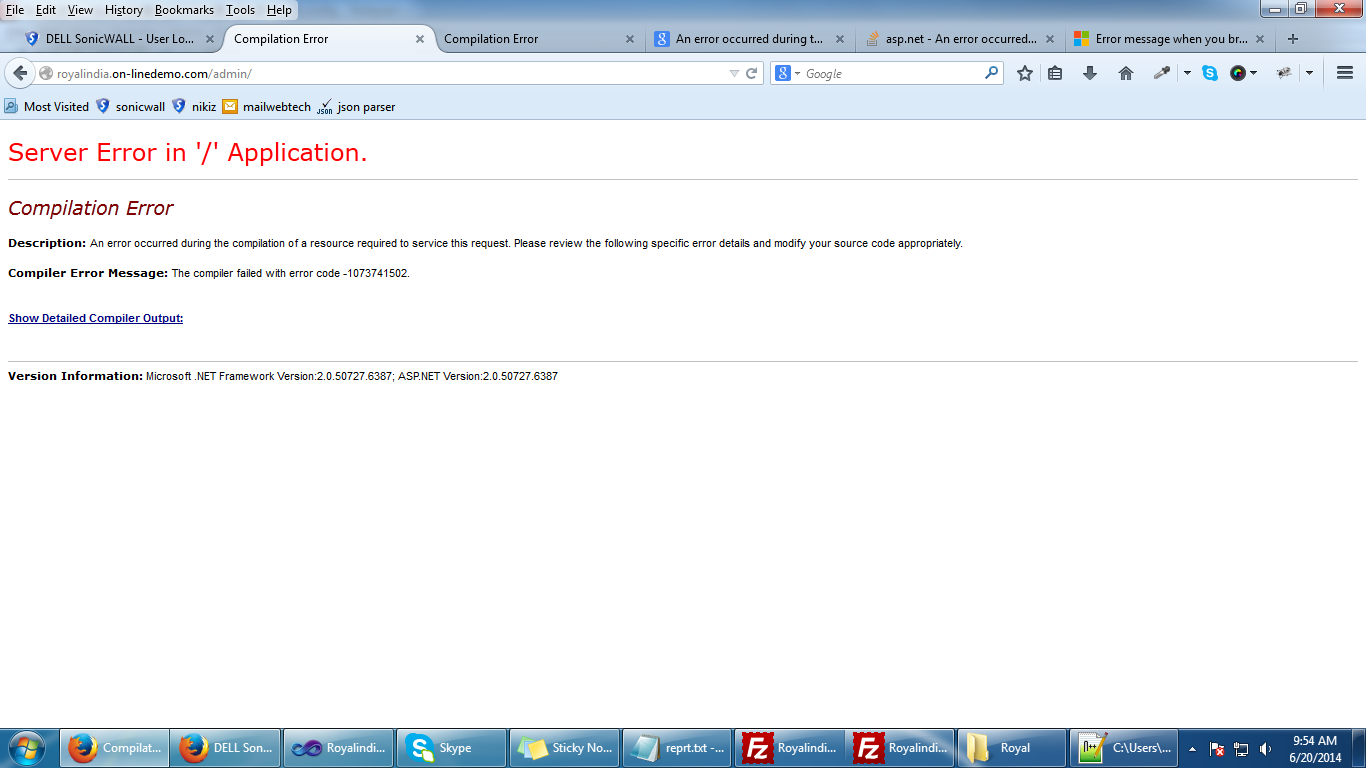 File Edit View History Bookmarks Tools Help
DELL SonicWALL - User Lo... Compilation Error Compilation Error An error occurred during t... asp.net - An error occurred... Error message when you br...
royalindia.on-linedemo.com/admin/ Google
Most Visited sonicwall nikiz mailwebtech JSON json parser
Server Error in '/' Application.
Compilation Error
Description: An error occurred during the compilation of a resource required to service this request. Please review the following specific error details and modify your source code appropriately.
Compiler Error Message: The compiler failed with error code -1073741502.
Show Detailed Compiler Output:
Version Information: Microsoft .NET Framework Version:2.0.50727.6387; ASP.NET Version:2.0.50727.6387
Compilat... DELL Son... Royalindi... Skype Sticky No... reprt.txt -... Royalindi... Royalindi... Royal C:\Users\... 9:54 AM
6/20/2014